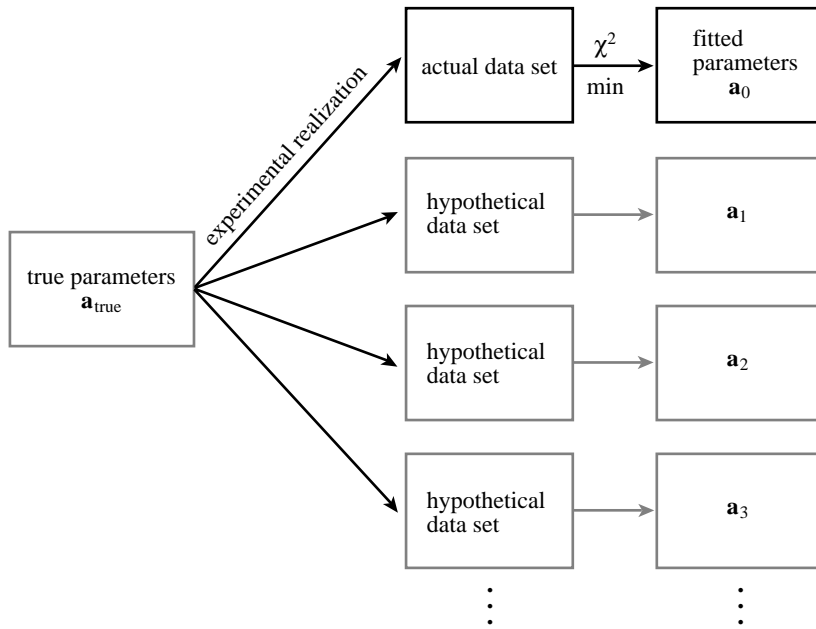 actual data set
χ²
min
fitted
parameters
a₀
experimental realization
hypothetical
data set
a₁
true parameters
a_true
hypothetical
data set
a₂
hypothetical
data set
a₃